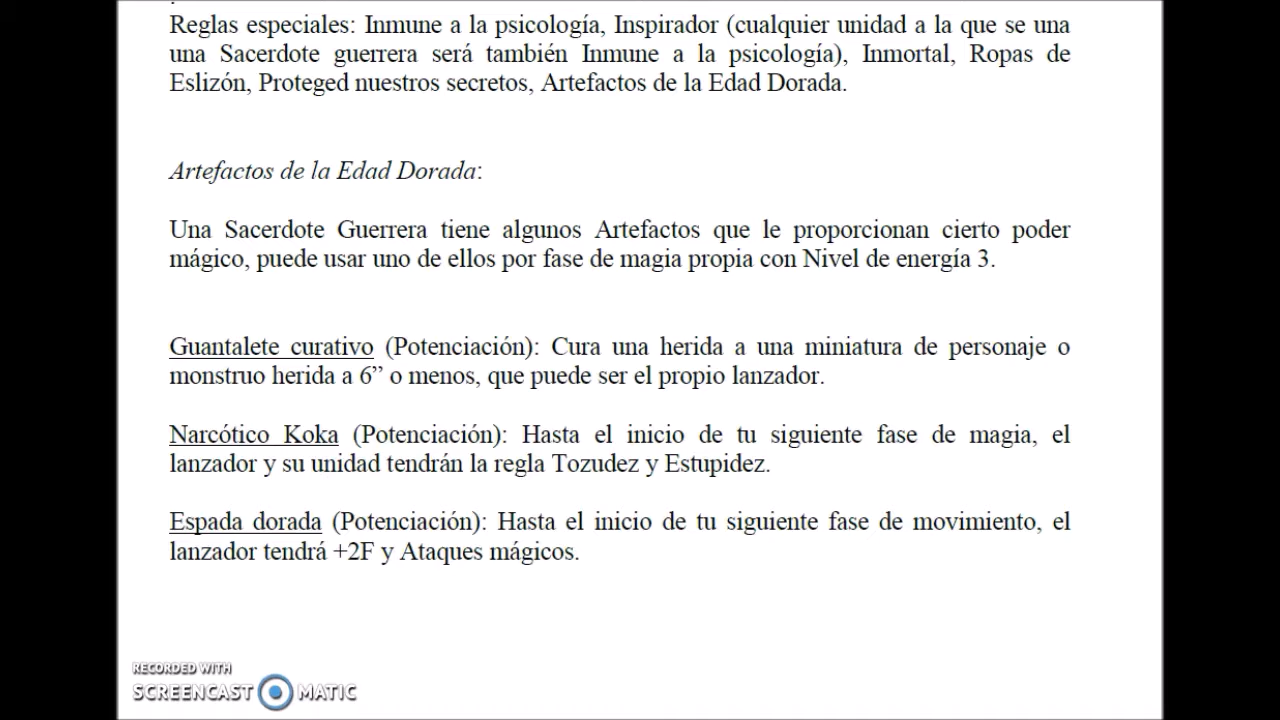 Reglas especiales: Inmune a la psicología, Inspirador (cualquier unidad a la que se una
una Sacerdote guerrera será también Inmune a la psicología), Inmortal, Ropas de
Eslizón, Proteged nuestros secretos, Artefactos de la Edad Dorada.
Artefactos de la Edad Dorada:
Una Sacerdote Guerrera tiene algunos Artefactos que le proporcionan cierto poder
mágico, puede usar uno de ellos por fase de magia propia con Nivel de energía 3.
Guantalete curativo (Potenciación): Cura una herida a una miniatura de personaje o
monstruo herida a 6” o menos, que puede ser el propio lanzador.
Narcótico Koka (Potenciación): Hasta el inicio de tu siguiente fase de magia, el
lanzador y su unidad tendrán la regla Tozudez y Estupidez.
Espada dorada (Potenciación): Hasta el inicio de tu siguiente fase de movimiento, el
lanzador tendrá +2F y Ataques mágicos.
RECORDED WITH
SCREENCAST MATIC